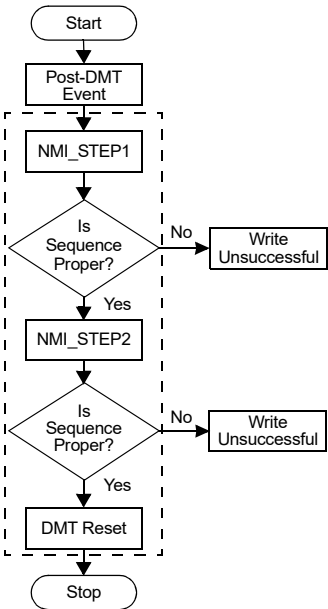 Start
Post-DMT
Event
NMI_STEP1
Is
Sequence
Proper?
No
Write
Unsuccessful
Yes
NMI_STEP2
Is
Sequence
Proper?
No
Write
Unsuccessful
Yes
DMT Reset
Stop